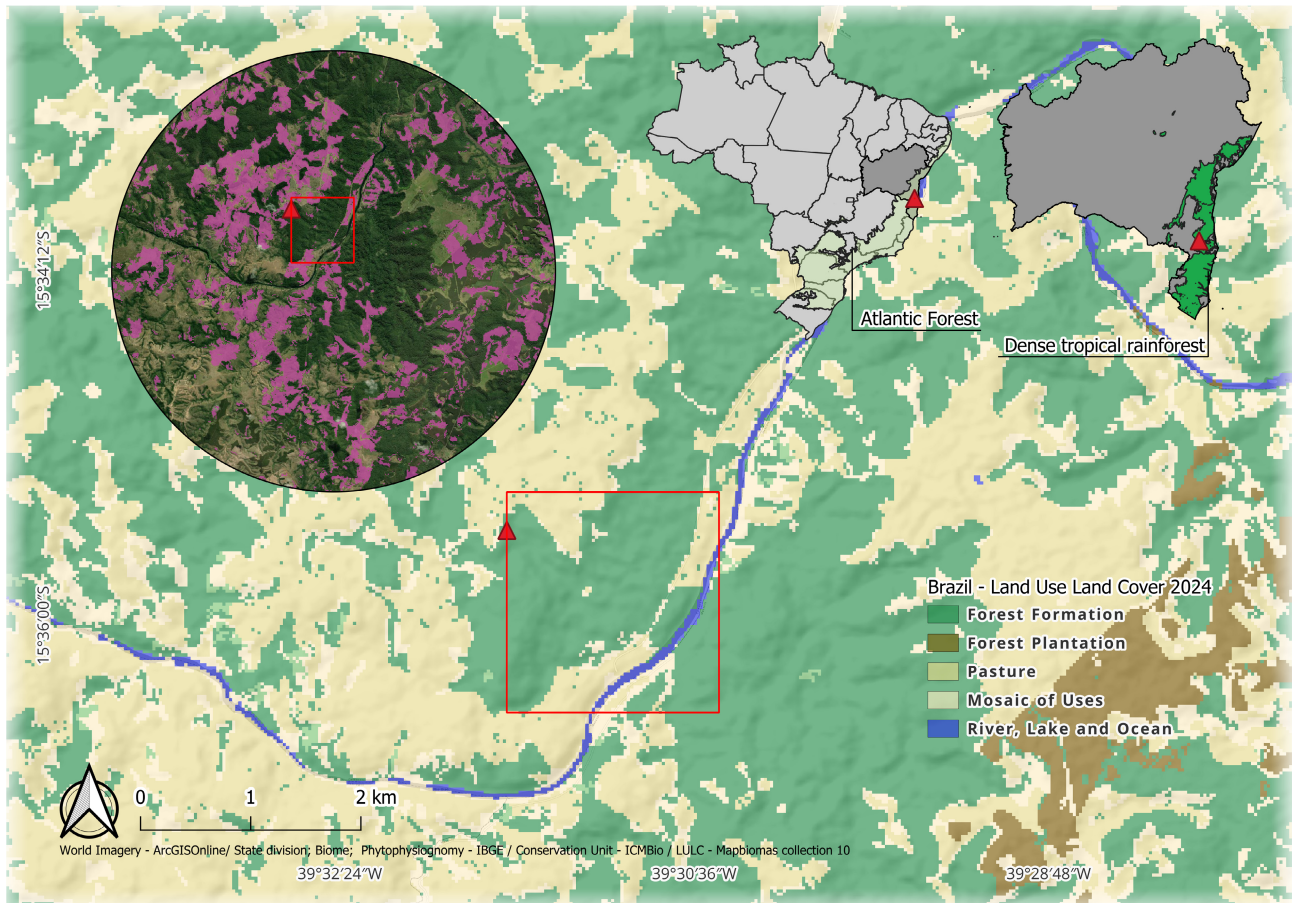 15°34′12″S
Atlantic Forest
Dense tropical rainforest
15°36′00″S
Brazil - Land Use Land Cover 2024
Forest Formation
Forest Plantation
Pasture
Mosaic of Uses
River, Lake and Ocean
0 1 2 km
World Imagery - ArcGISOnline/ State division; Biome; Phytophysiognomy - IBGE / Conservation Unit - ICMBio / LULC - Mapbiomas collection 10
39°32′24″W 39°30′36″W 39°28′48″W